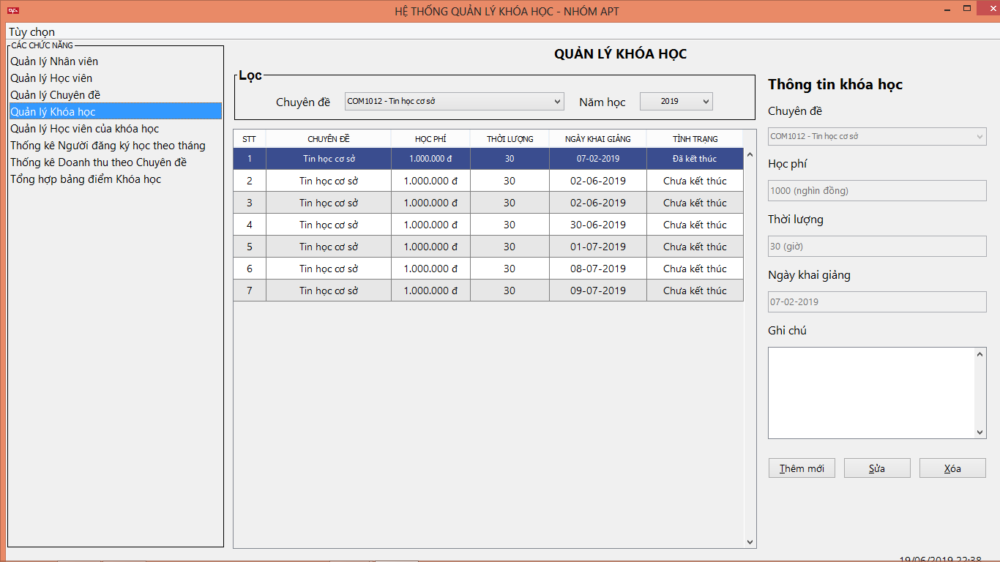 apt
HỆ THỐNG QUẢN LÝ KHÓA HỌC - NHÓM APT
Tùy chọn
CÁC CHỨC NĂNG
Quản lý Nhân viên
Quản lý Học viên
Quản lý Chuyên đề
Quản lý Khóa học
Quản lý Học viên của khóa học
Thống kê Người đăng ký học theo tháng
Thống kê Doanh thu theo Chuyên đề
Tổng hợp bảng điểm Khóa học
QUẢN LÝ KHÓA HỌC
Lọc
Chuyên đề COM1012 - Tin học cơ sở Năm học 2019
STT CHUYÊN ĐỀ HỌC PHÍ THỜI LƯỢNG NGÀY KHAI GIẢNG TÌNH TRẠNG
1 Tin học cơ sở 1.000.000 đ 30 07-02-2019 Đã kết thúc
2 Tin học cơ sở 1.000.000 đ 30 02-06-2019 Chưa kết thúc
3 Tin học cơ sở 1.000.000 đ 30 02-06-2019 Chưa kết thúc
4 Tin học cơ sở 1.000.000 đ 30 30-06-2019 Chưa kết thúc
5 Tin học cơ sở 1.000.000 đ 30 01-07-2019 Chưa kết thúc
6 Tin học cơ sở 1.000.000 đ 30 08-07-2019 Chưa kết thúc
7 Tin học cơ sở 1.000.000 đ 30 09-07-2019 Chưa kết thúc
Thông tin khóa học
Chuyên đề
COM1012 - Tin học cơ sở
Học phí
1000 (nghìn đồng)
Thời lượng
30 (giờ)
Ngày khai giảng
07-02-2019
Ghi chú
Thêm mới Sửa Xóa
19/06/2019 22:38